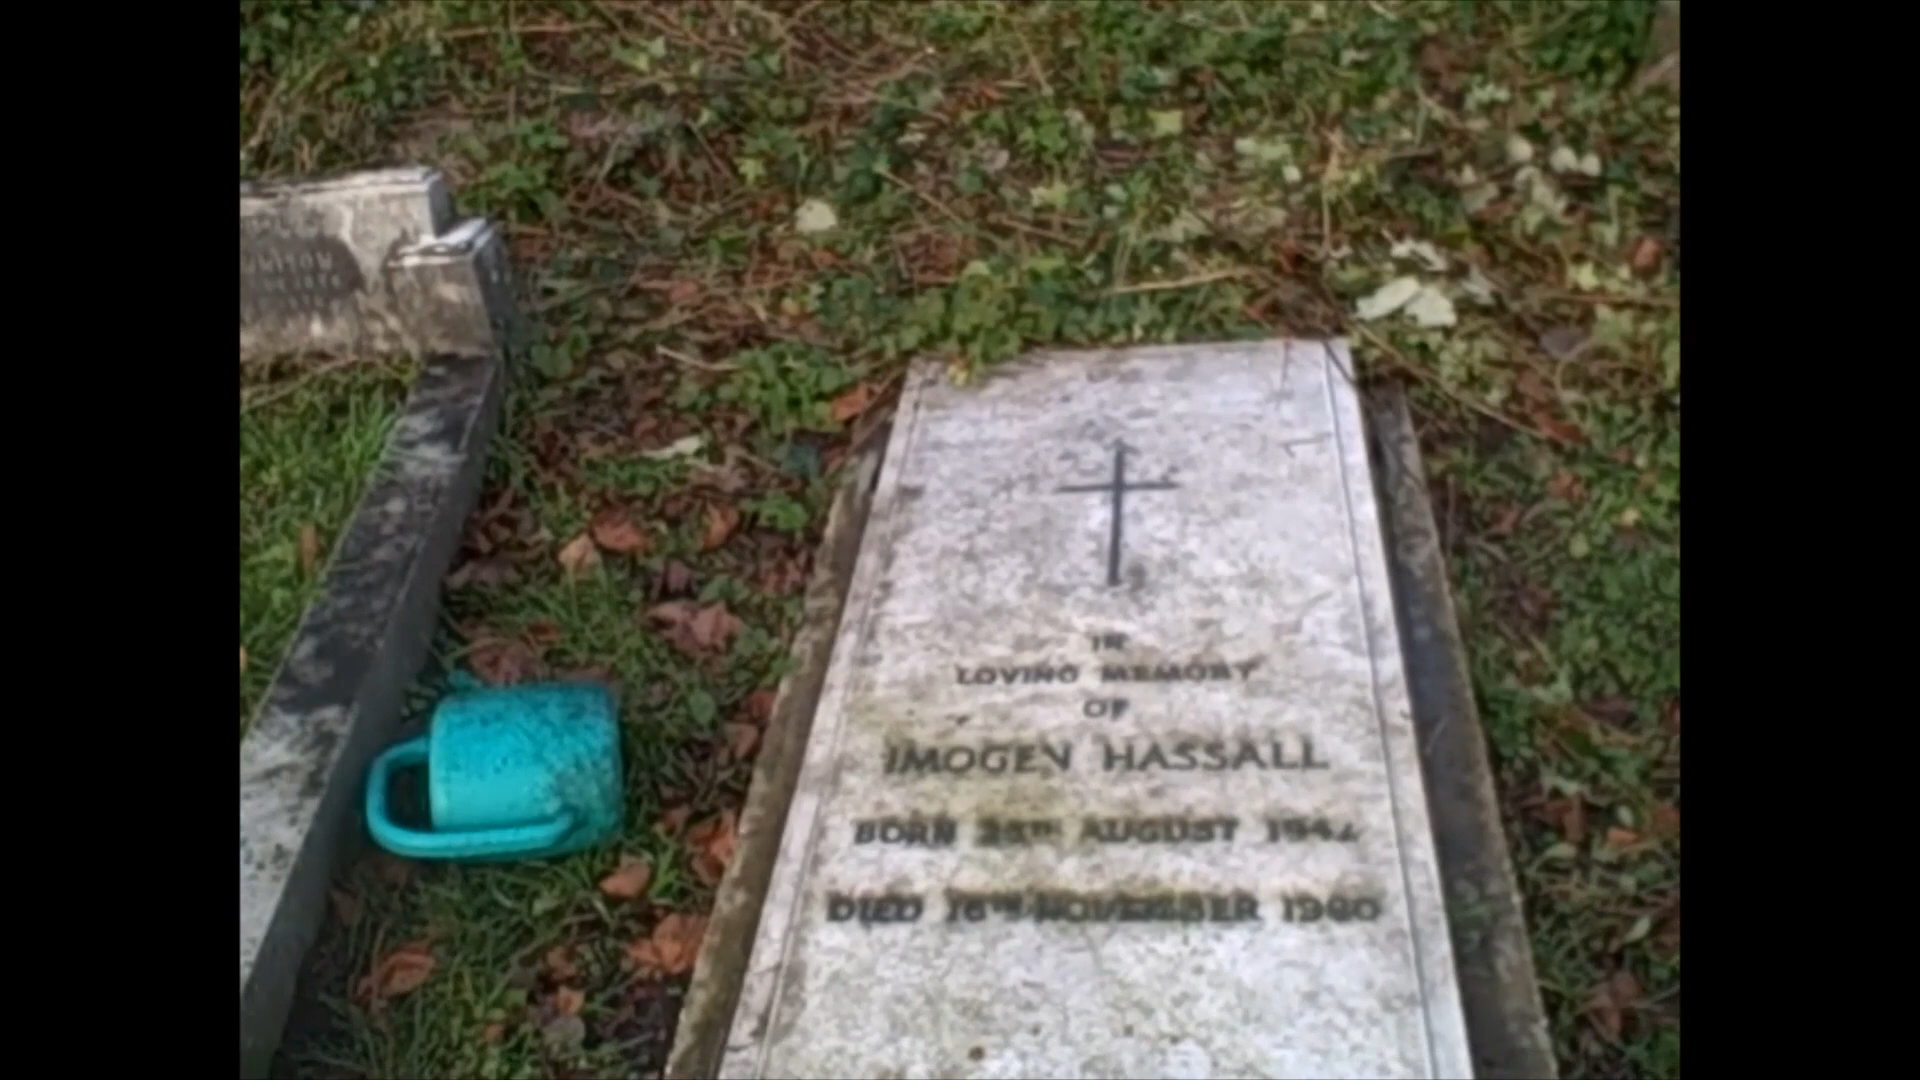 IN
LOVING MEMORY
OF
IMOGEN HASSALL
BORN 25TH AUGUST 1942
DIED 16TH NOVEMBER 1980